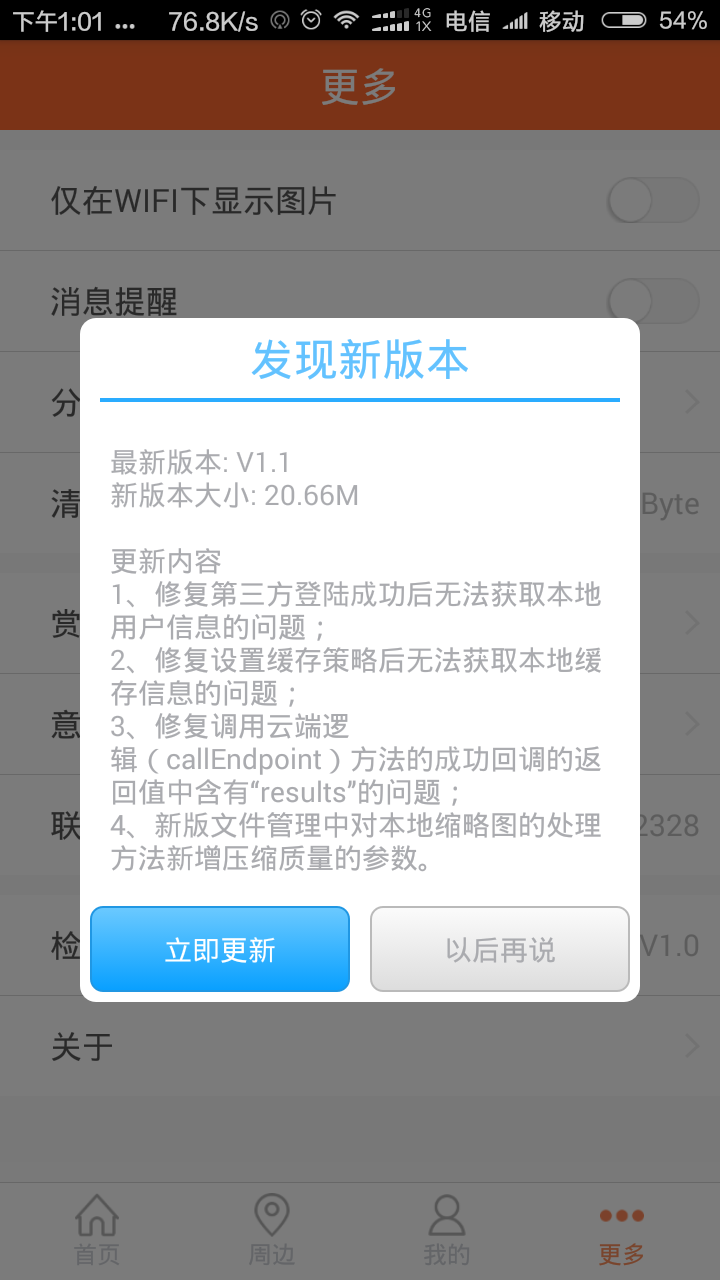 下午1:01 ... 76.8K/s 4G 1X 电信 移动 54%
更多
仅在WIFI下显示图片
消息提醒
分
清 Byte
赏
意
联 2328
检 V1.0
关于
发现新版本
最新版本: V1.1
新版本大小: 20.66M
更新内容
1、修复第三方登陆成功后无法获取本地
用户信息的问题；
2、修复设置缓存策略后无法获取本地缓
存信息的问题；
3、修复调用云端逻
辑（callEndpoint）方法的成功回调的返
回值中含有“results”的问题；
4、新版文件管理中对本地缩略图的处理
方法新增压缩质量的参数。
立即更新 以后再说
首页 周边 我的 更多